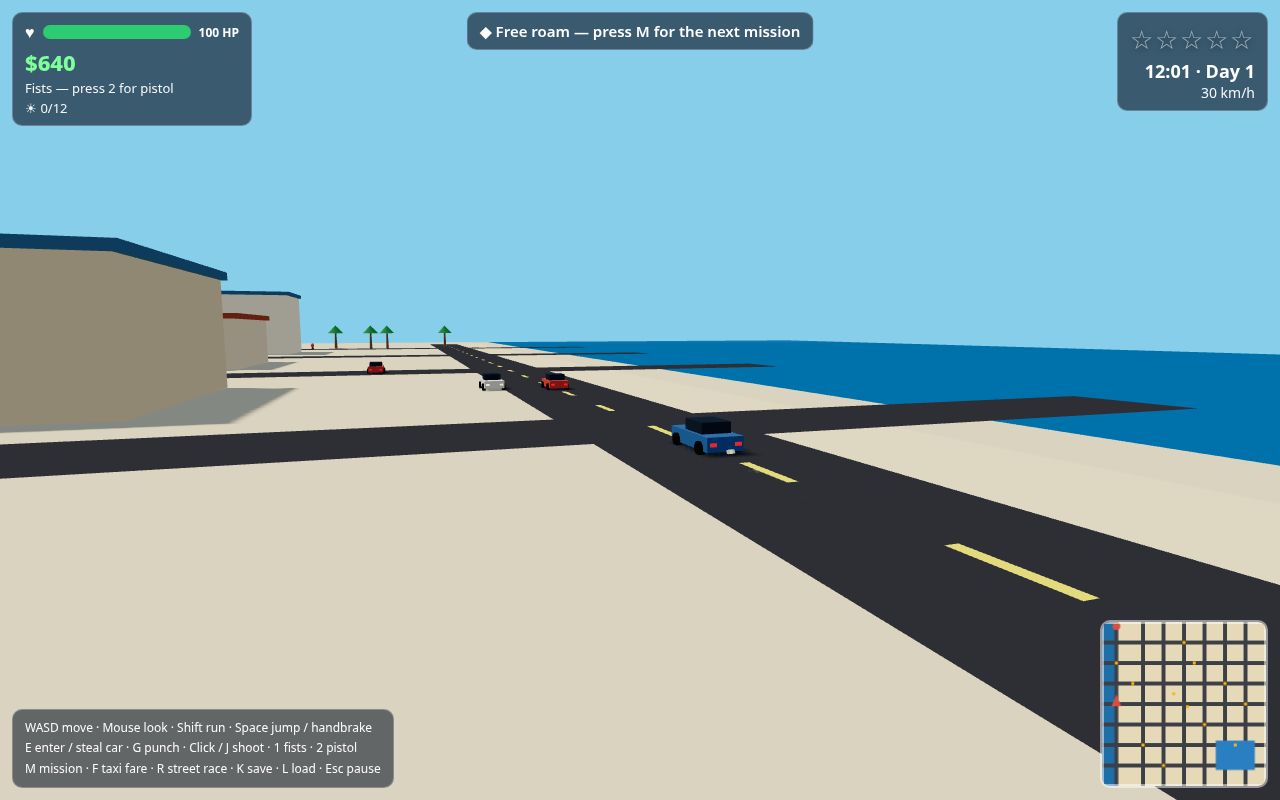 ♥ 100 HP
$640
Fists — press 2 for pistol
☀ 0/12
◆ Free roam — press M for the next mission
☆☆☆☆☆
12:01 · Day 1
30 km/h
WASD move · Mouse look · Shift run · Space jump / handbrake
E enter / steal car · G punch · Click / J shoot · 1 fists · 2 pistol
M mission · F taxi fare · R street race · K save · L load · Esc pause